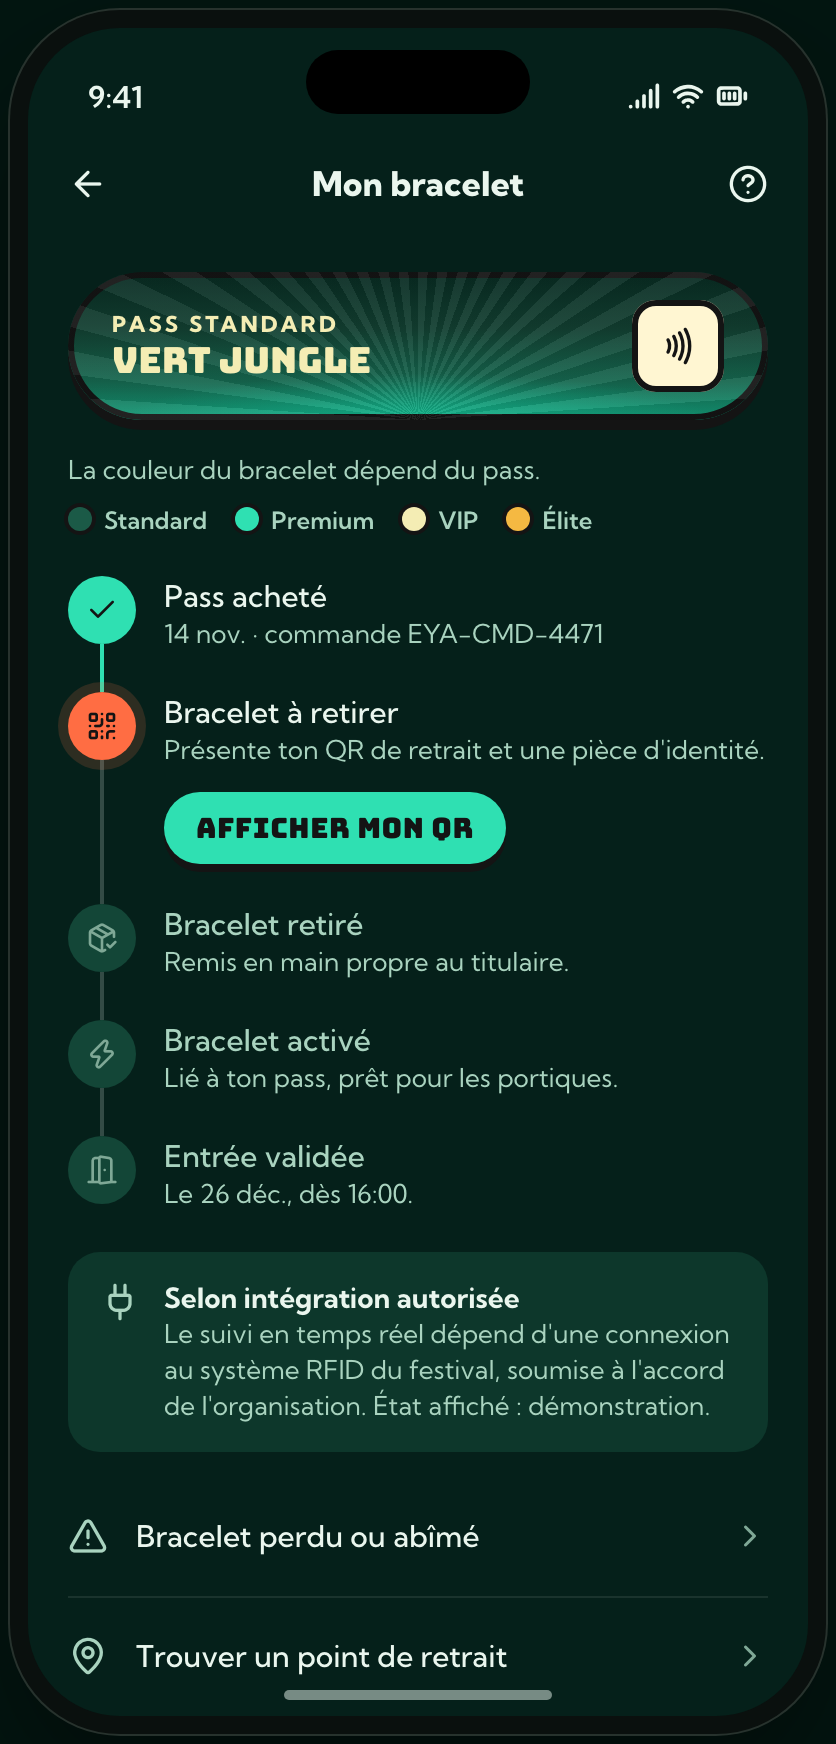 9:41
Mon bracelet
PASS STANDARD
VERT JUNGLE
La couleur du bracelet dépend du pass.
Standard Premium VIP Élite
Pass acheté
14 nov. · commande EYA-CMD-4471
Bracelet à retirer
Présente ton QR de retrait et une pièce d'identité.
AFFICHER MON QR
Bracelet retiré
Remis en main propre au titulaire.
Bracelet activé
Lié à ton pass, prêt pour les portiques.
Entrée validée
Le 26 déc., dès 16:00.
Selon intégration autorisée
Le suivi en temps réel dépend d'une connexion
au système RFID du festival, soumise à l'accord
de l'organisation. État affiché : démonstration.
Bracelet perdu ou abîmé
Trouver un point de retrait